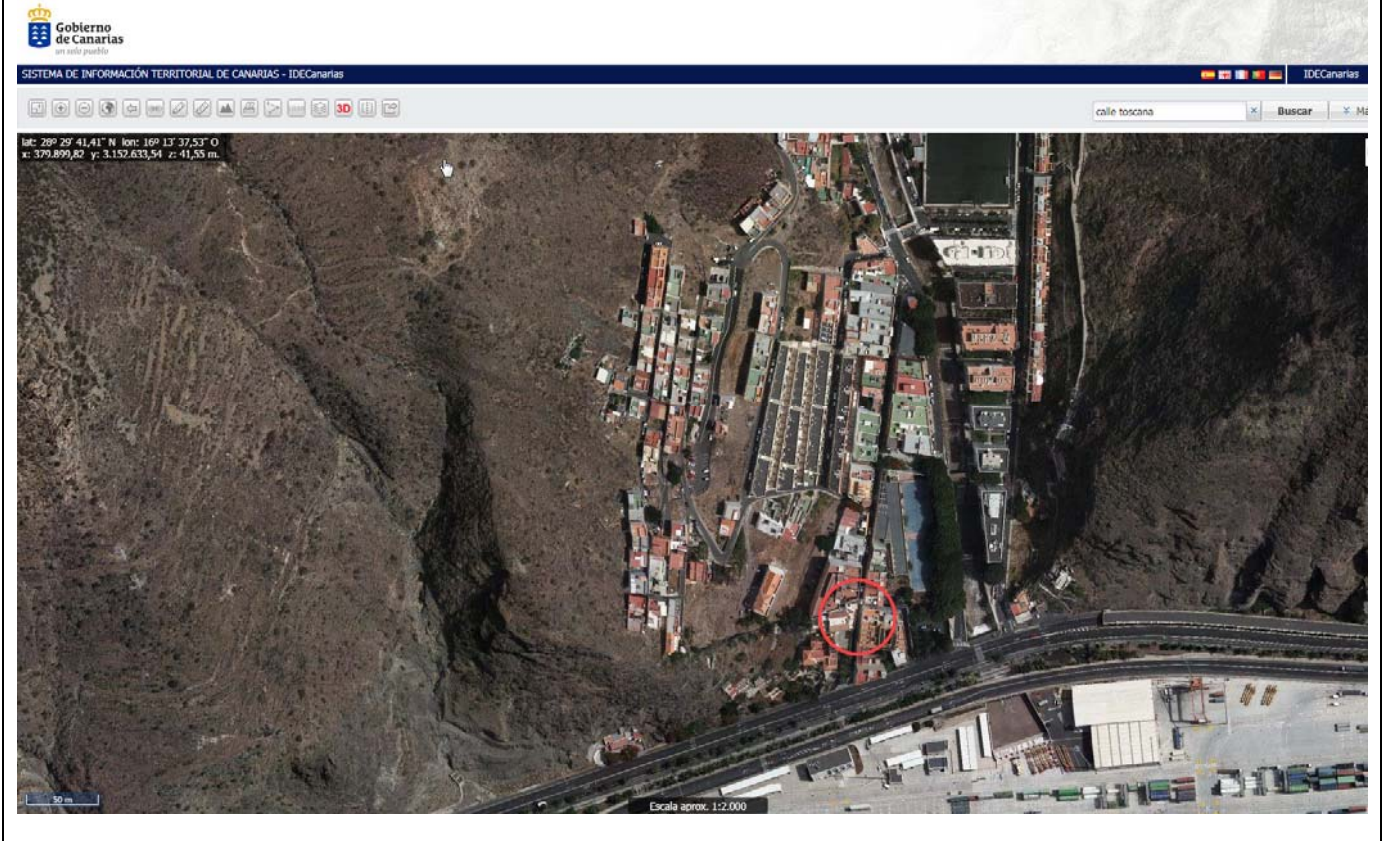 Gobierno
de Canarias
un solo pueblo
SISTEMA DE INFORMACIÓN TERRITORIAL DE CANARIAS - IDECanarias
IDECanarias
3D
calle toscana
×
Buscar
Má
lat: 28º 29' 41,41" N lon: 16º 13' 37,53" O
x: 379.899,82 y: 3.152.633,54 z: 41,55 m.
50 m
Escala aprox. 1:2.000